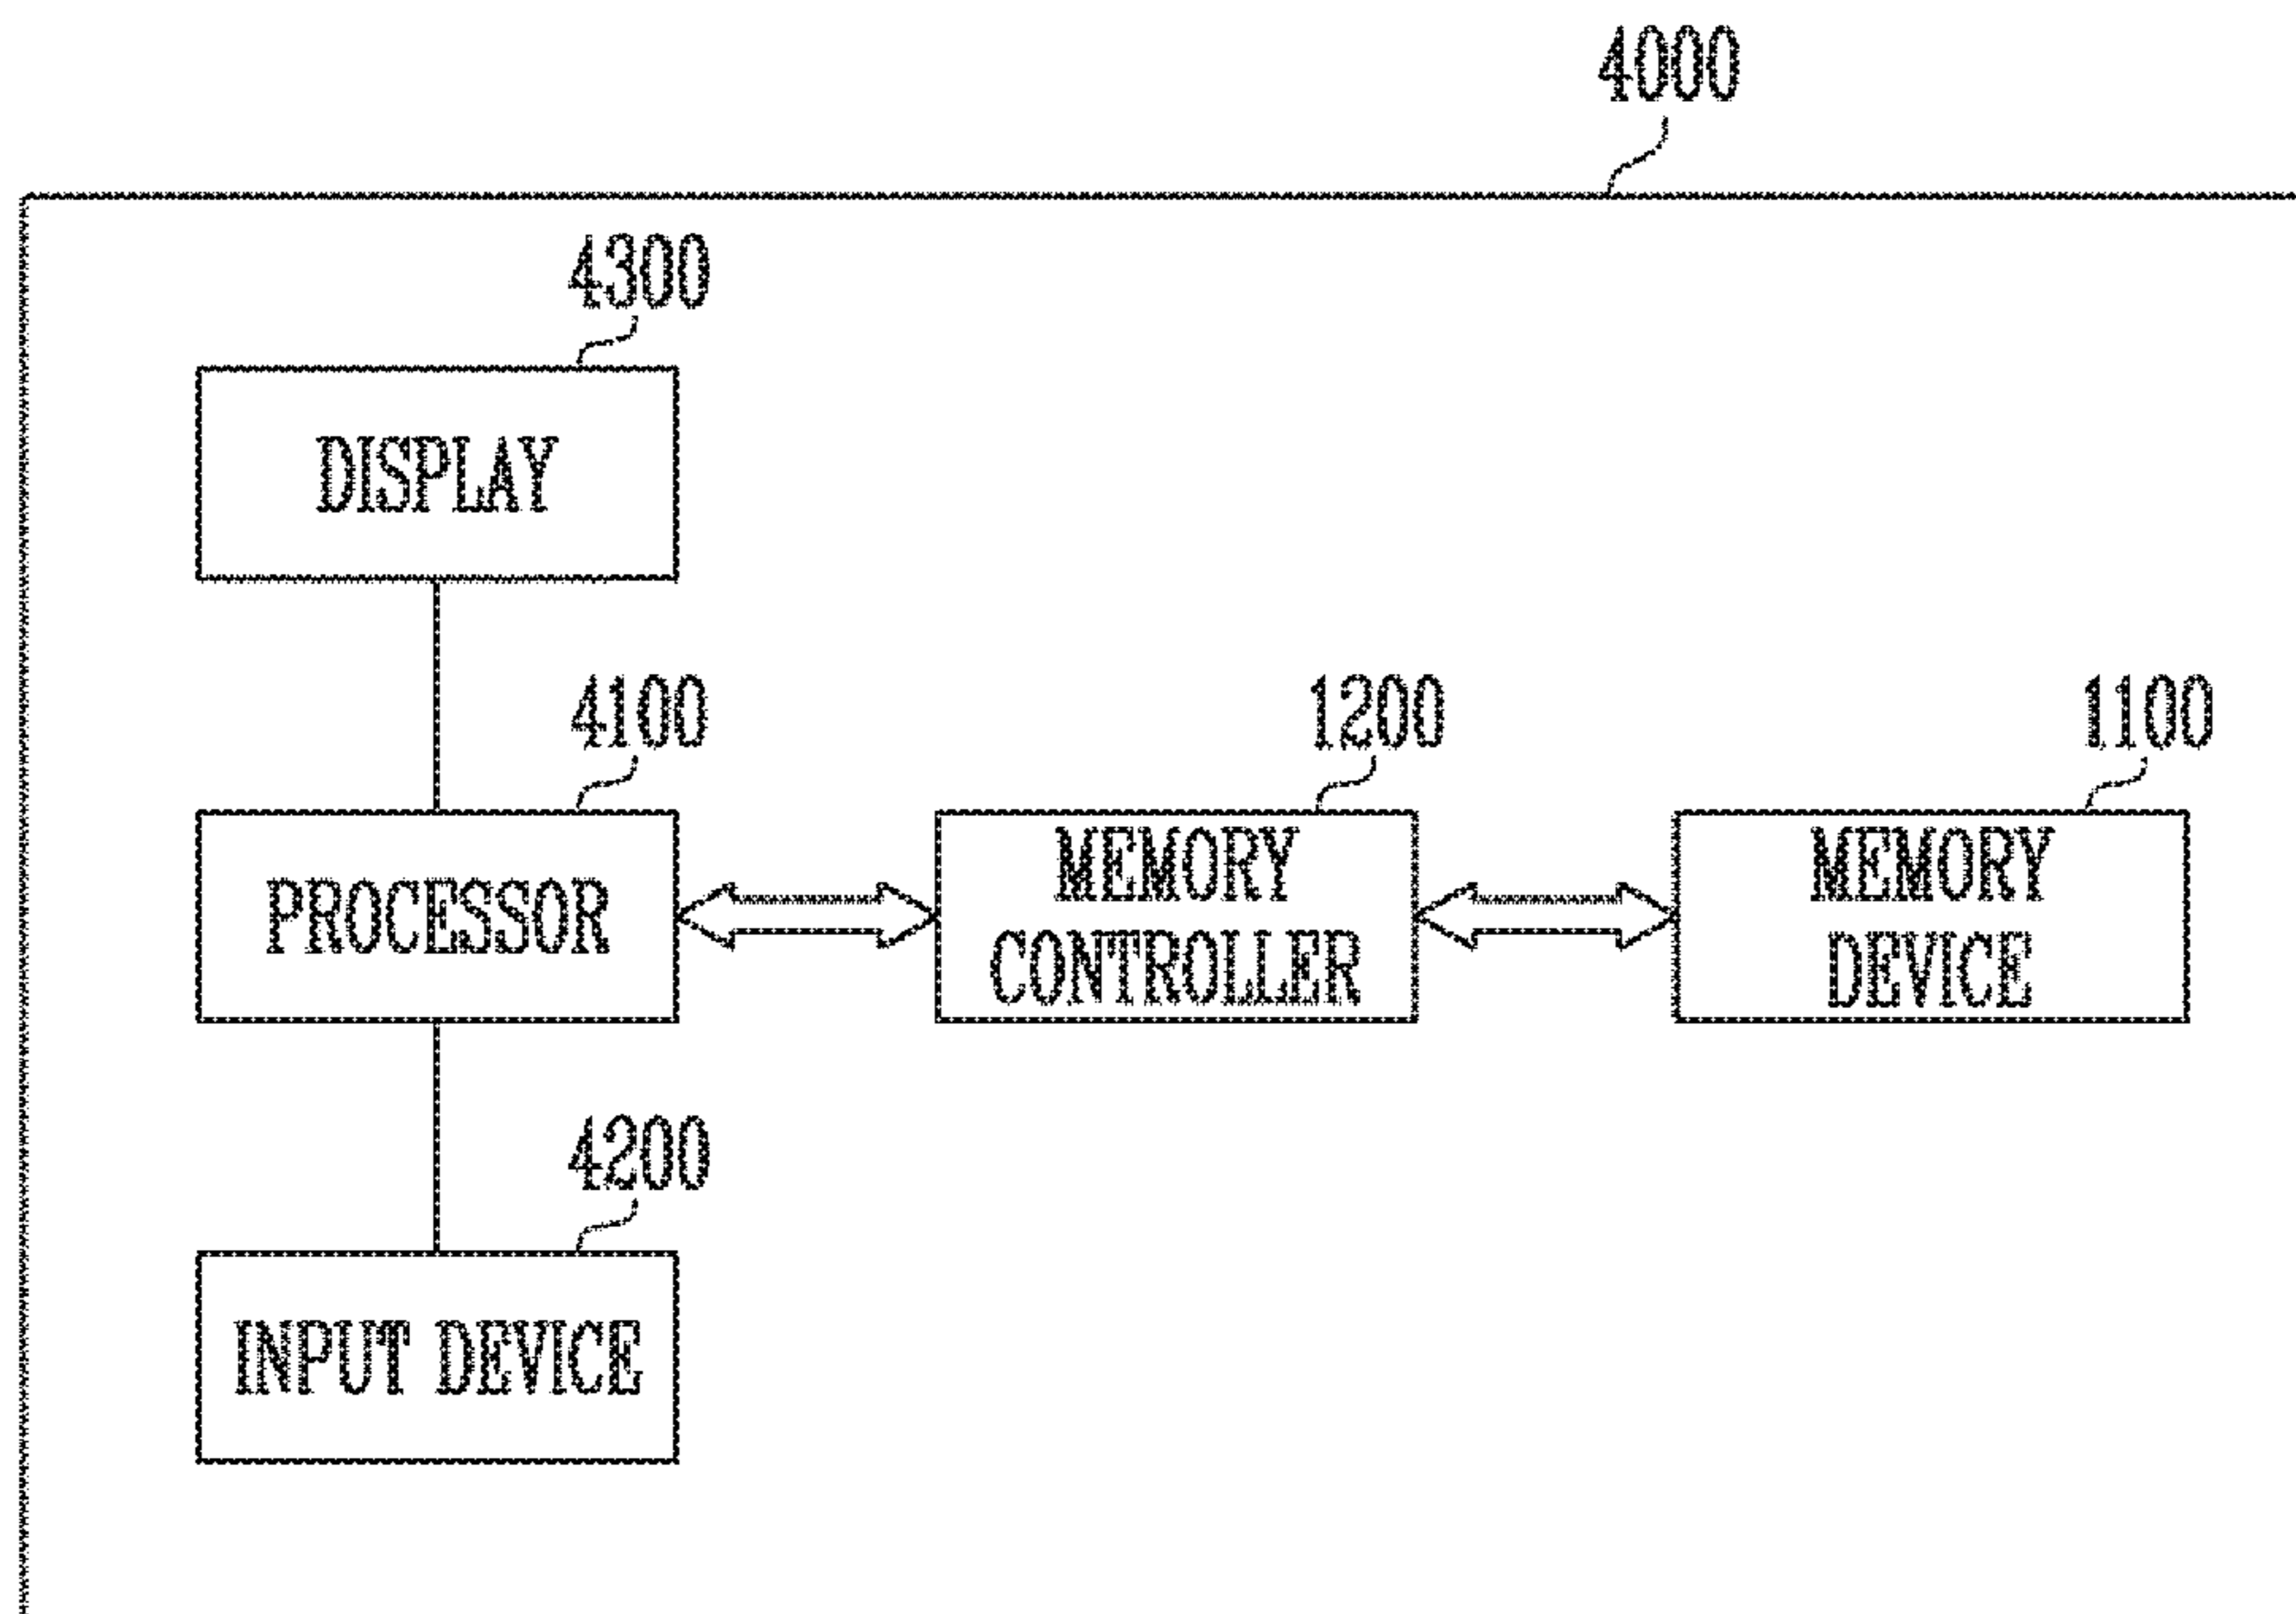 4000
4300
DISPLAY
4100
PROCESSOR
1200
MEMORY
CONTROLLER
1100
MEMORY
DEVICE
4200
INPUT DEVICE